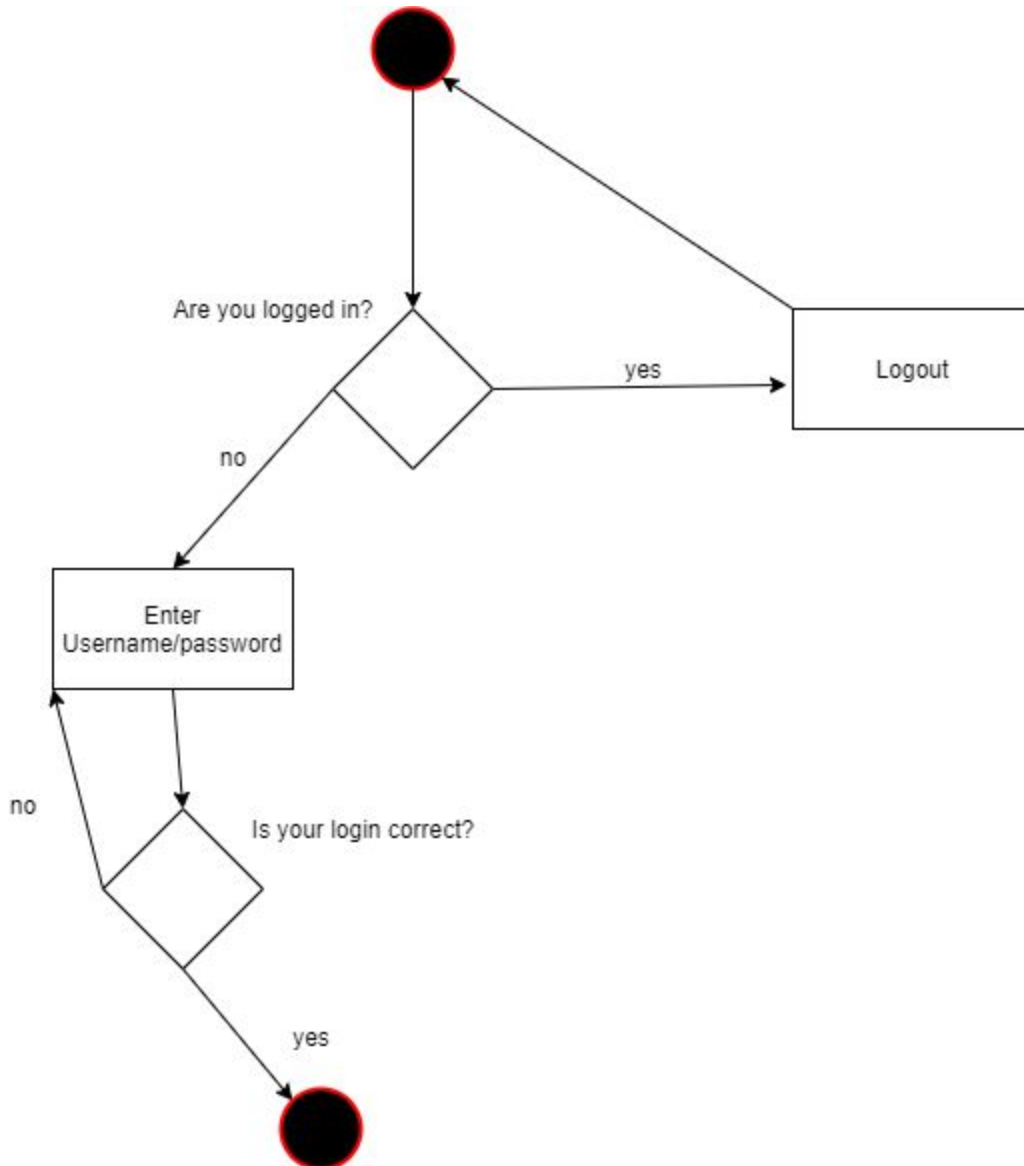 Are you logged in?
yes
Logout
no
Enter
Username/password
no
Is your login correct?
yes